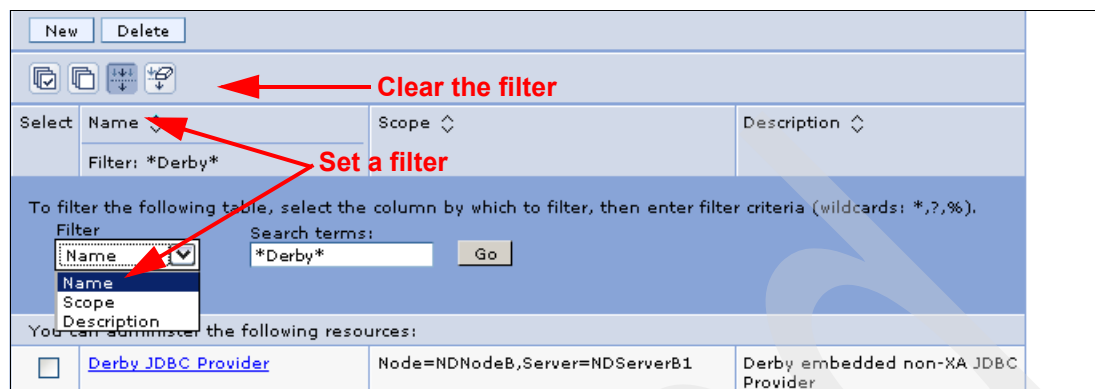 New Delete
Clear the filter
Select Name Scope Description
Filter: *Derby*
Set a filter
To filter the following table, select the column by which to filter, then enter filter criteria (wildcards: *,?,%).
Filter Search terms:
Name *Derby* Go
Name
Scope
Description
You can administer the following resources:
Derby JDBC Provider Node=NDNodeB,Server=NDServerB1 Derby embedded non-XA JDBC
Provider